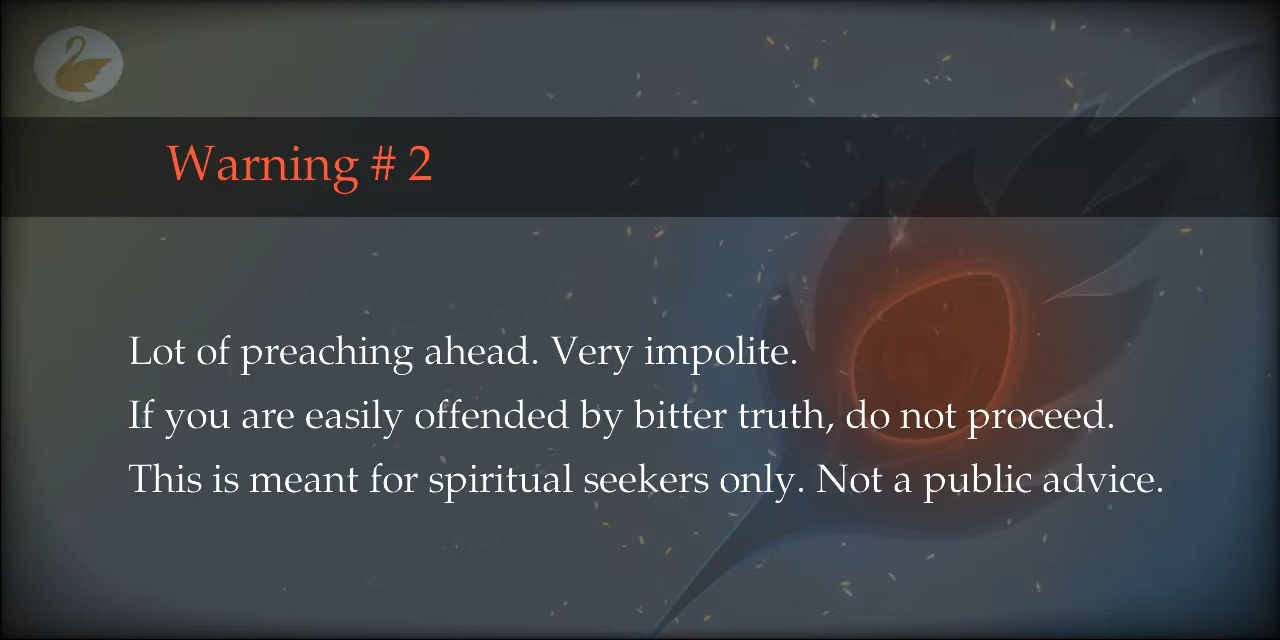 Warning # 2
Lot of preaching ahead. Very impolite.
If you are easily offended by bitter truth, do not proceed.
This is meant for spiritual seekers only. Not a public advice.